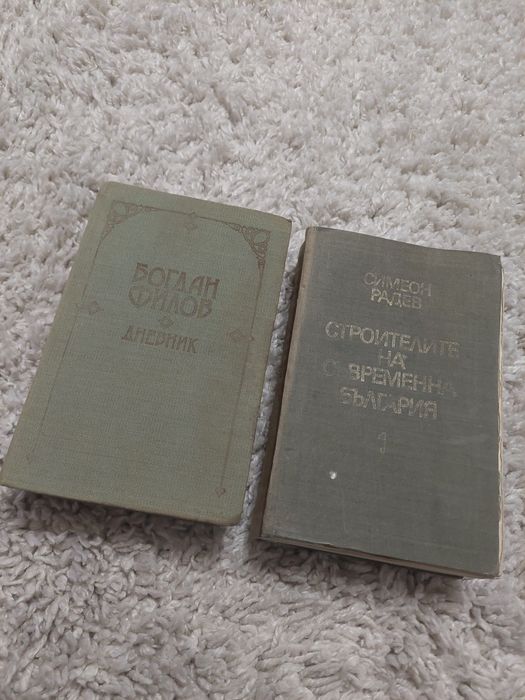 БОГДАН
ФИЛОВ
ДНЕВНИК
СИМЕОН
РАДЕВ
СТРОИТЕЛИТЕ
НА
СЪВРЕМЕННА
БЪЛГАРИЯ
1